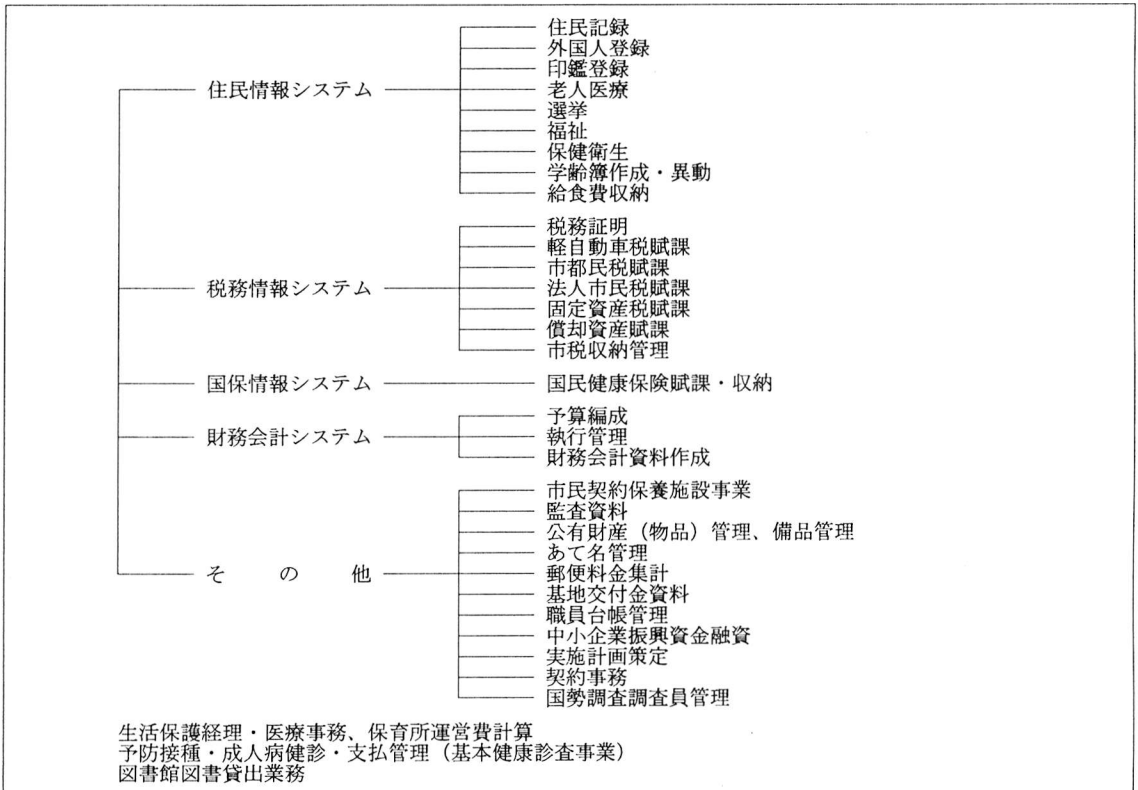 住民情報システム
住民記録
外国人登録
印鑑登録
老人医療
選挙
福祉
保健衛生
学齢簿作成・異動
給食費収納
税務情報システム
税務証明
軽自動車税賦課
市都民税賦課
法人市民税賦課
固定資産税賦課
償却資産賦課
市税収納管理
国保情報システム
国民健康保険賦課・収納
財務会計システム
予算編成
執行管理
財務会計資料作成
その他
市民契約保養施設事業
監査資料
公有財産（物品）管理、備品管理
あて名管理
郵便料金集計
基地交付金資料
職員台帳管理
中小企業振興資金融資
実施計画策定
契約事務
国勢調査調査員管理
生活保護経理・医療事務、保育所運営費計算
予防接種・成人病健診・支払管理（基本健康診査事業）
図書館図書貸出業務